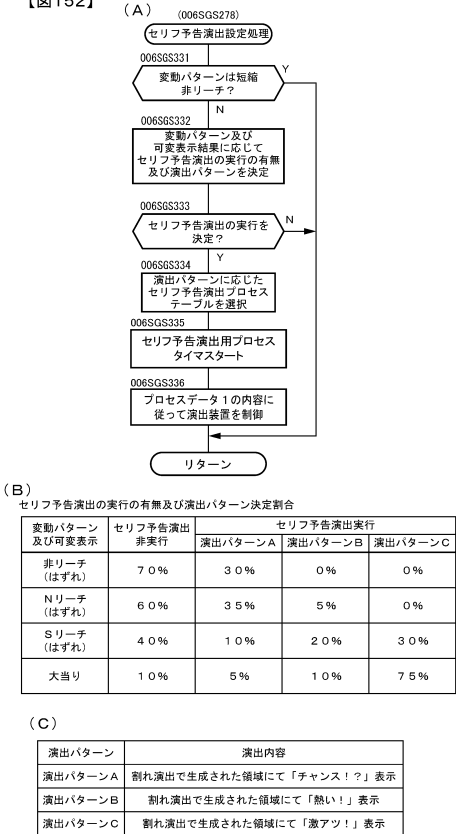 【図152】
(A)
(006SGS278)
セリフ予告演出設定処理
006SGS331
変動パターンは短縮
非リーチ？
Y
N
006SGS332
変動パターン及び
可変表示結果に応じて
セリフ予告演出の実行の有無
及び演出パターンを決定
006SGS333
セリフ予告演出の実行を
決定？
N
Y
006SGS334
演出パターンに応じた
セリフ予告演出プロセス
テーブルを選択
006SGS335
セリフ予告演出用プロセス
タイマスタート
006SGS336
プロセスデータ１の内容に
従って演出装置を制御
リターン
(B)
セリフ予告演出の実行の有無及び演出パターン決定割合
変動パターン
及び可変表示
セリフ予告演出
非実行
セリフ予告演出実行
演出パターンA 演出パターンB 演出パターンC
非リーチ
(はずれ)
７０％ ３０％ ０％ ０％
Nリーチ
(はずれ)
６０％ ３５％ ５％ ０％
Sリーチ
(はずれ)
４０％ １０％ ２０％ ３０％
大当り １０％ ５％ １０％ ７５％
(C)
演出パターン 演出内容
演出パターンA 割れ演出で生成された領域にて「チャンス！？」表示
演出パターンB 割れ演出で生成された領域にて「熱い！」表示
演出パターンC 割れ演出で生成された領域にて「激アツ！」表示